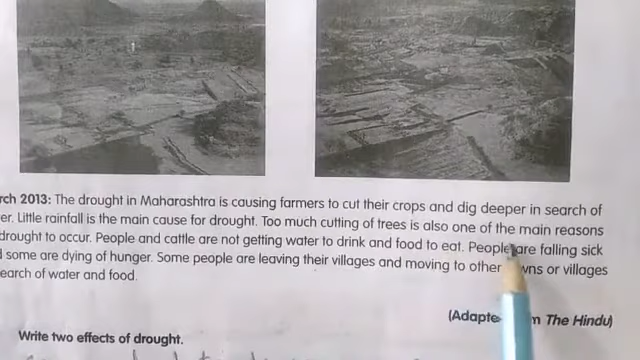 rch 2013: The drought in Maharashtra is causing farmers to cut their crops and dig deeper in search of
er. Little rainfall is the main cause for drought. Too much cutting of trees is also one of the main reasons
drought to occur. People and cattle are not getting water to drink and food to eat. People are falling sick
some are dying of hunger. Some people are leaving their villages and moving to other wns or villages
earch of water and food.
(Adapte m The Hindu)
Write two effects of drought.